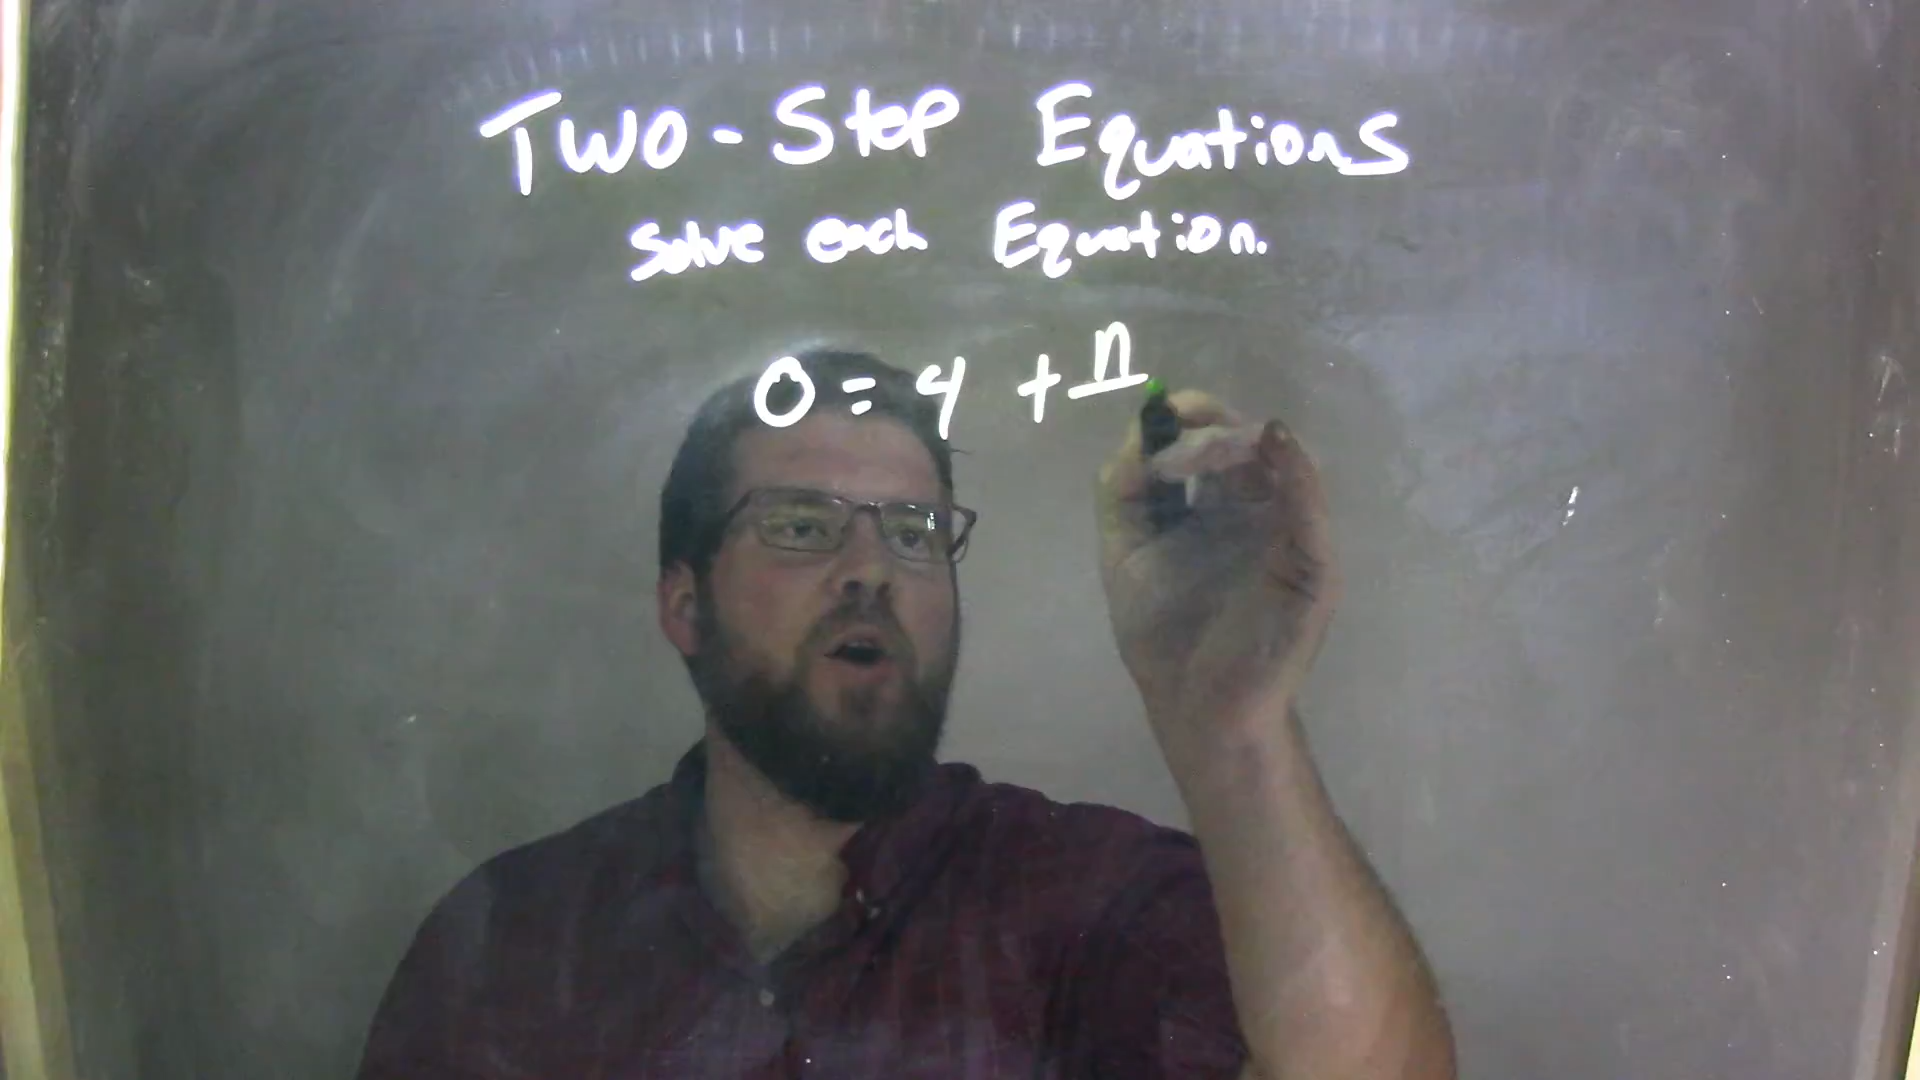 Two-Step Equations
Solve each Equation.
0 = 4 + n